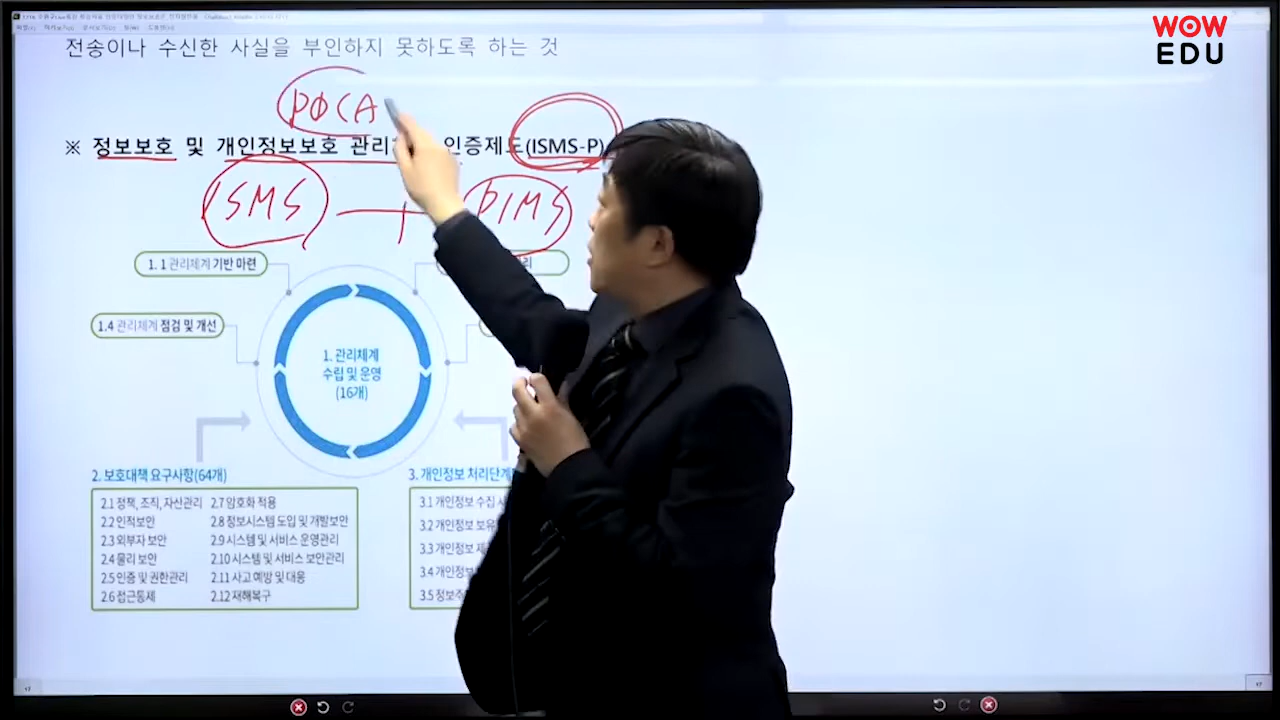 WOW
EDU
전송이나 수신한 사실을 부인하지 못하도록 하는 것
PDCA
※ 정보보호 및 개인정보보호 관리 인증제도(ISMS-P)
ISMS + PIMS
1. 1 관리체계 기반 마련
1.4 관리체계 점검 및 개선
1. 관리체계
수립 및 운영
(16개)
2. 보호대책 요구사항(64개)
2.1 정책, 조직, 자산관리 2.7 암호화 적용
2.2 인적보안 2.8 정보시스템 도입 및 개발보안
2.3 외부자 보안 2.9 시스템 및 서비스 운영관리
2.4 물리 보안 2.10 시스템 및 서비스 보안관리
2.5 인증 및 권한관리 2.11 사고 예방 및 대응
2.6 접근통제 2.12 재해복구
3. 개인정보 처리단계
3.1 개인정보 수집
3.2 개인정보 보유
3.3 개인정보
3.4 개인정보
3.5